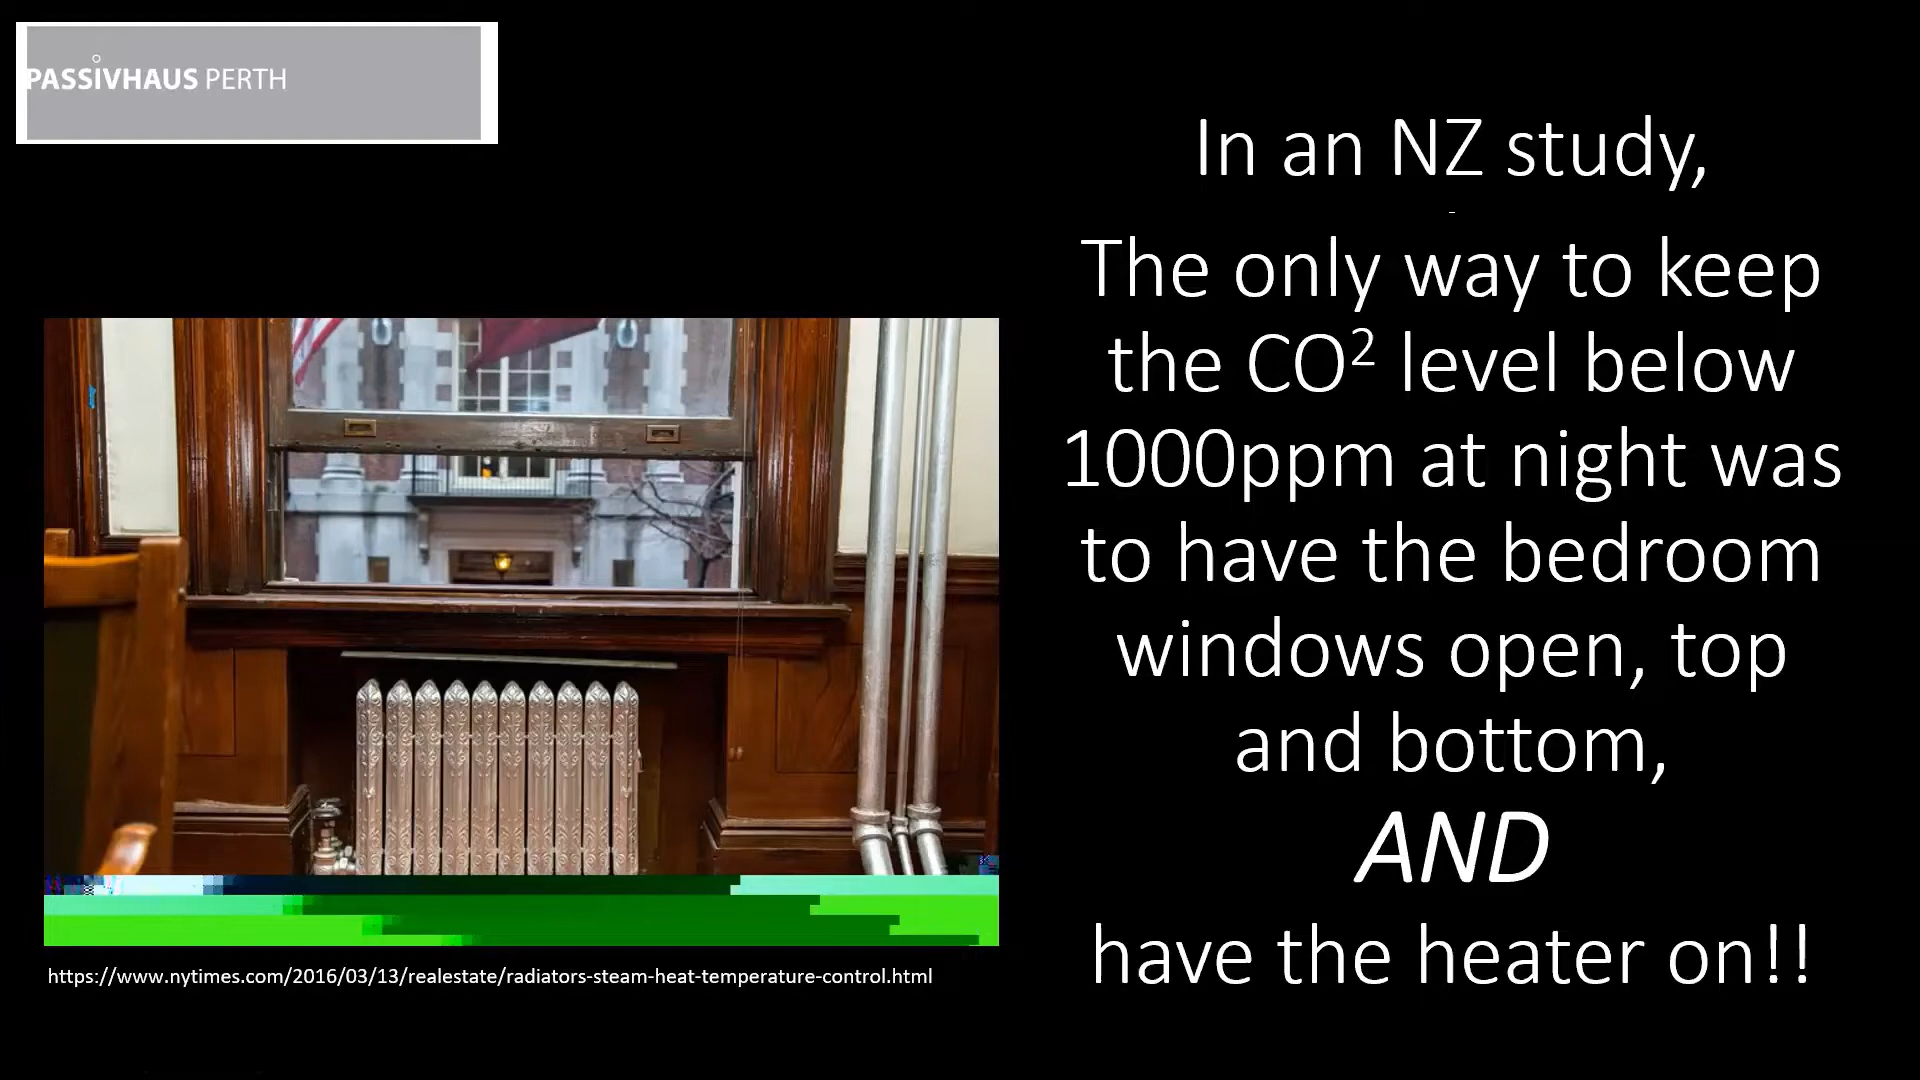 PASSIVHAUS PERTH
In an NZ study,
The only way to keep
the CO² level below
1000ppm at night was
to have the bedroom
windows open, top
and bottom,
AND
have the heater on!!
https://www.nytimes.com/2016/03/13/realestate/radiators-steam-heat-temperature-control.html